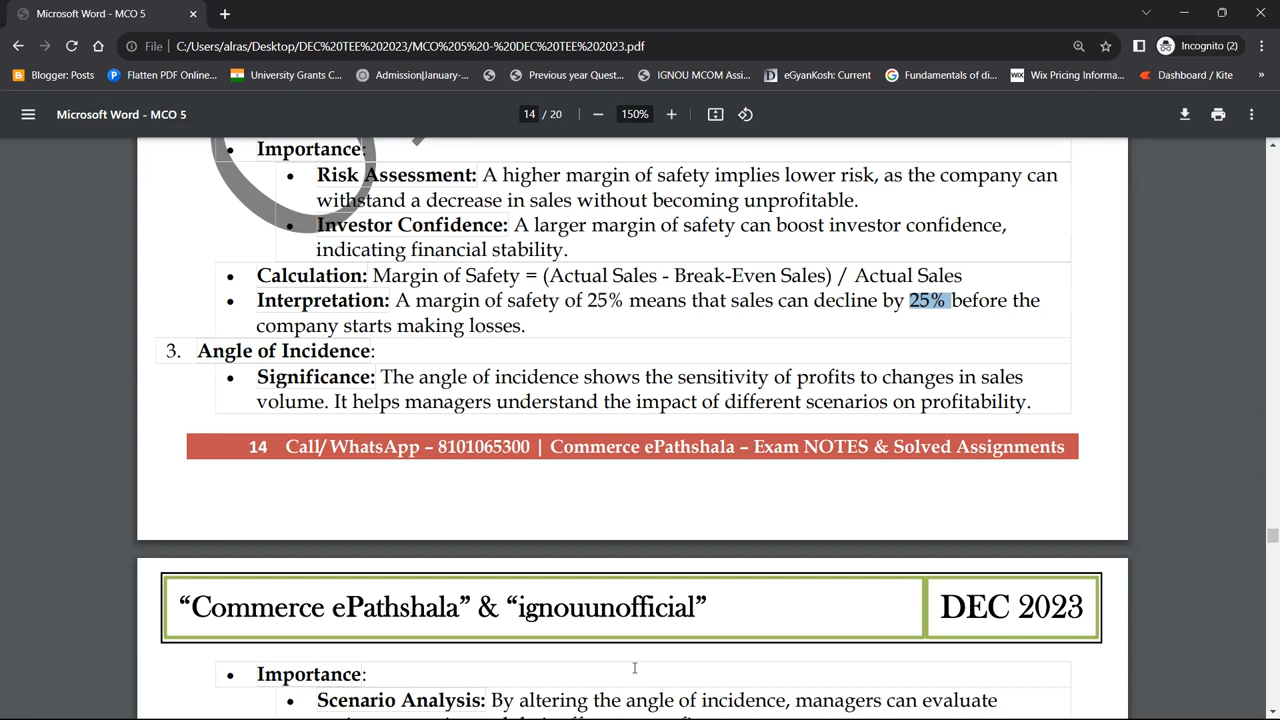 Microsoft Word - MCO 5
File C:/Users/alras/Desktop/DEC%20TEE%202023/MCO%205%20-%20DEC%20TEE%202023.pdf
Incognito (2)
Blogger: Posts Flatten PDF Online... University Grants C... Admission|January-... Previous year Quest... IGNOU MCOM Assi... eGyanKosh: Current Fundamentals of di... Wix Pricing Informa... Dashboard / Kite »
Microsoft Word - MCO 5 14 / 20 150%
• Importance:
• Risk Assessment: A higher margin of safety implies lower risk, as the company can
withstand a decrease in sales without becoming unprofitable.
• Investor Confidence: A larger margin of safety can boost investor confidence,
indicating financial stability.
• Calculation: Margin of Safety = (Actual Sales - Break-Even Sales) / Actual Sales
• Interpretation: A margin of safety of 25% means that sales can decline by 25% before the
company starts making losses.
3. Angle of Incidence:
• Significance: The angle of incidence shows the sensitivity of profits to changes in sales
volume. It helps managers understand the impact of different scenarios on profitability.
14 Call/WhatsApp – 8101065300 | Commerce ePathshala – Exam NOTES & Solved Assignments
“Commerce ePathshala” & “ignouunofficial” DEC 2023
• Importance:
• Scenario Analysis: By altering the angle of incidence, managers can evaluate